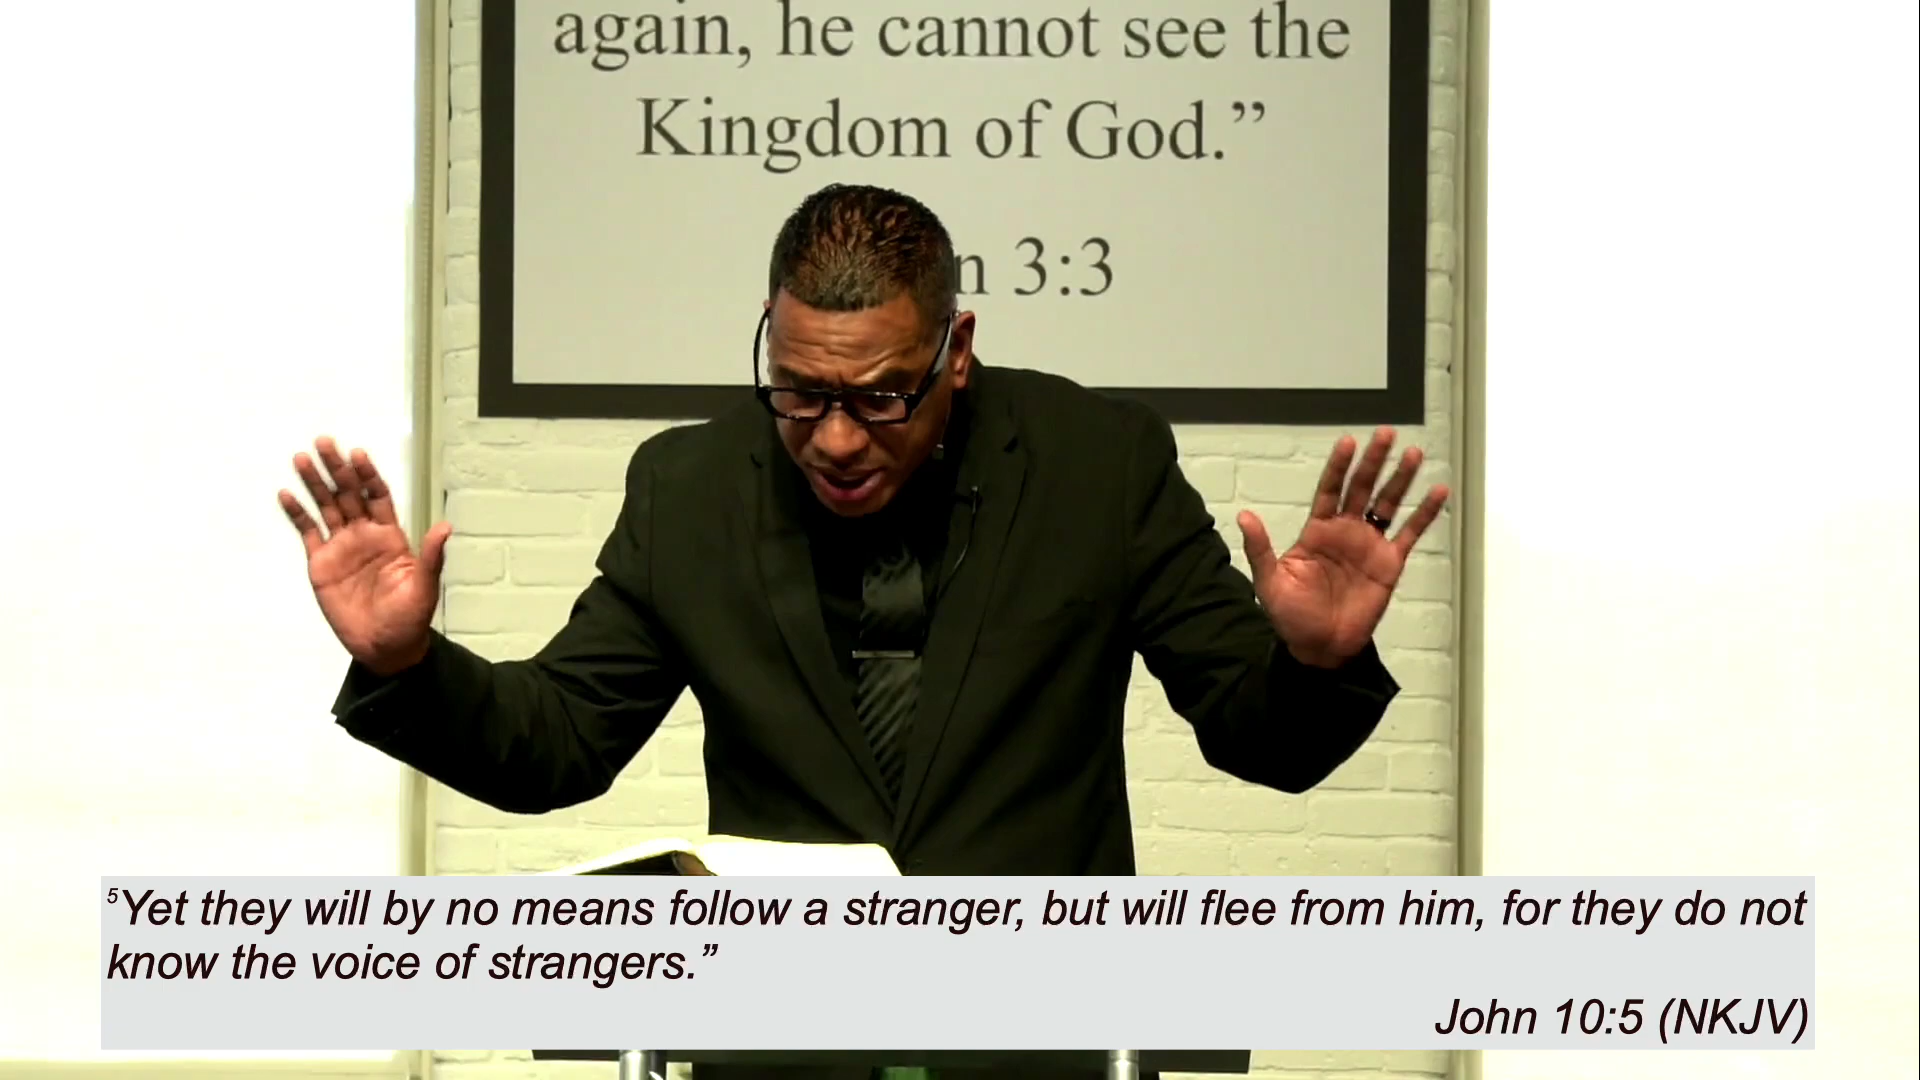 again, he cannot see the
Kingdom of God.”
n 3:3
5Yet they will by no means follow a stranger, but will flee from him, for they do not
know the voice of strangers.”
John 10:5 (NKJV)